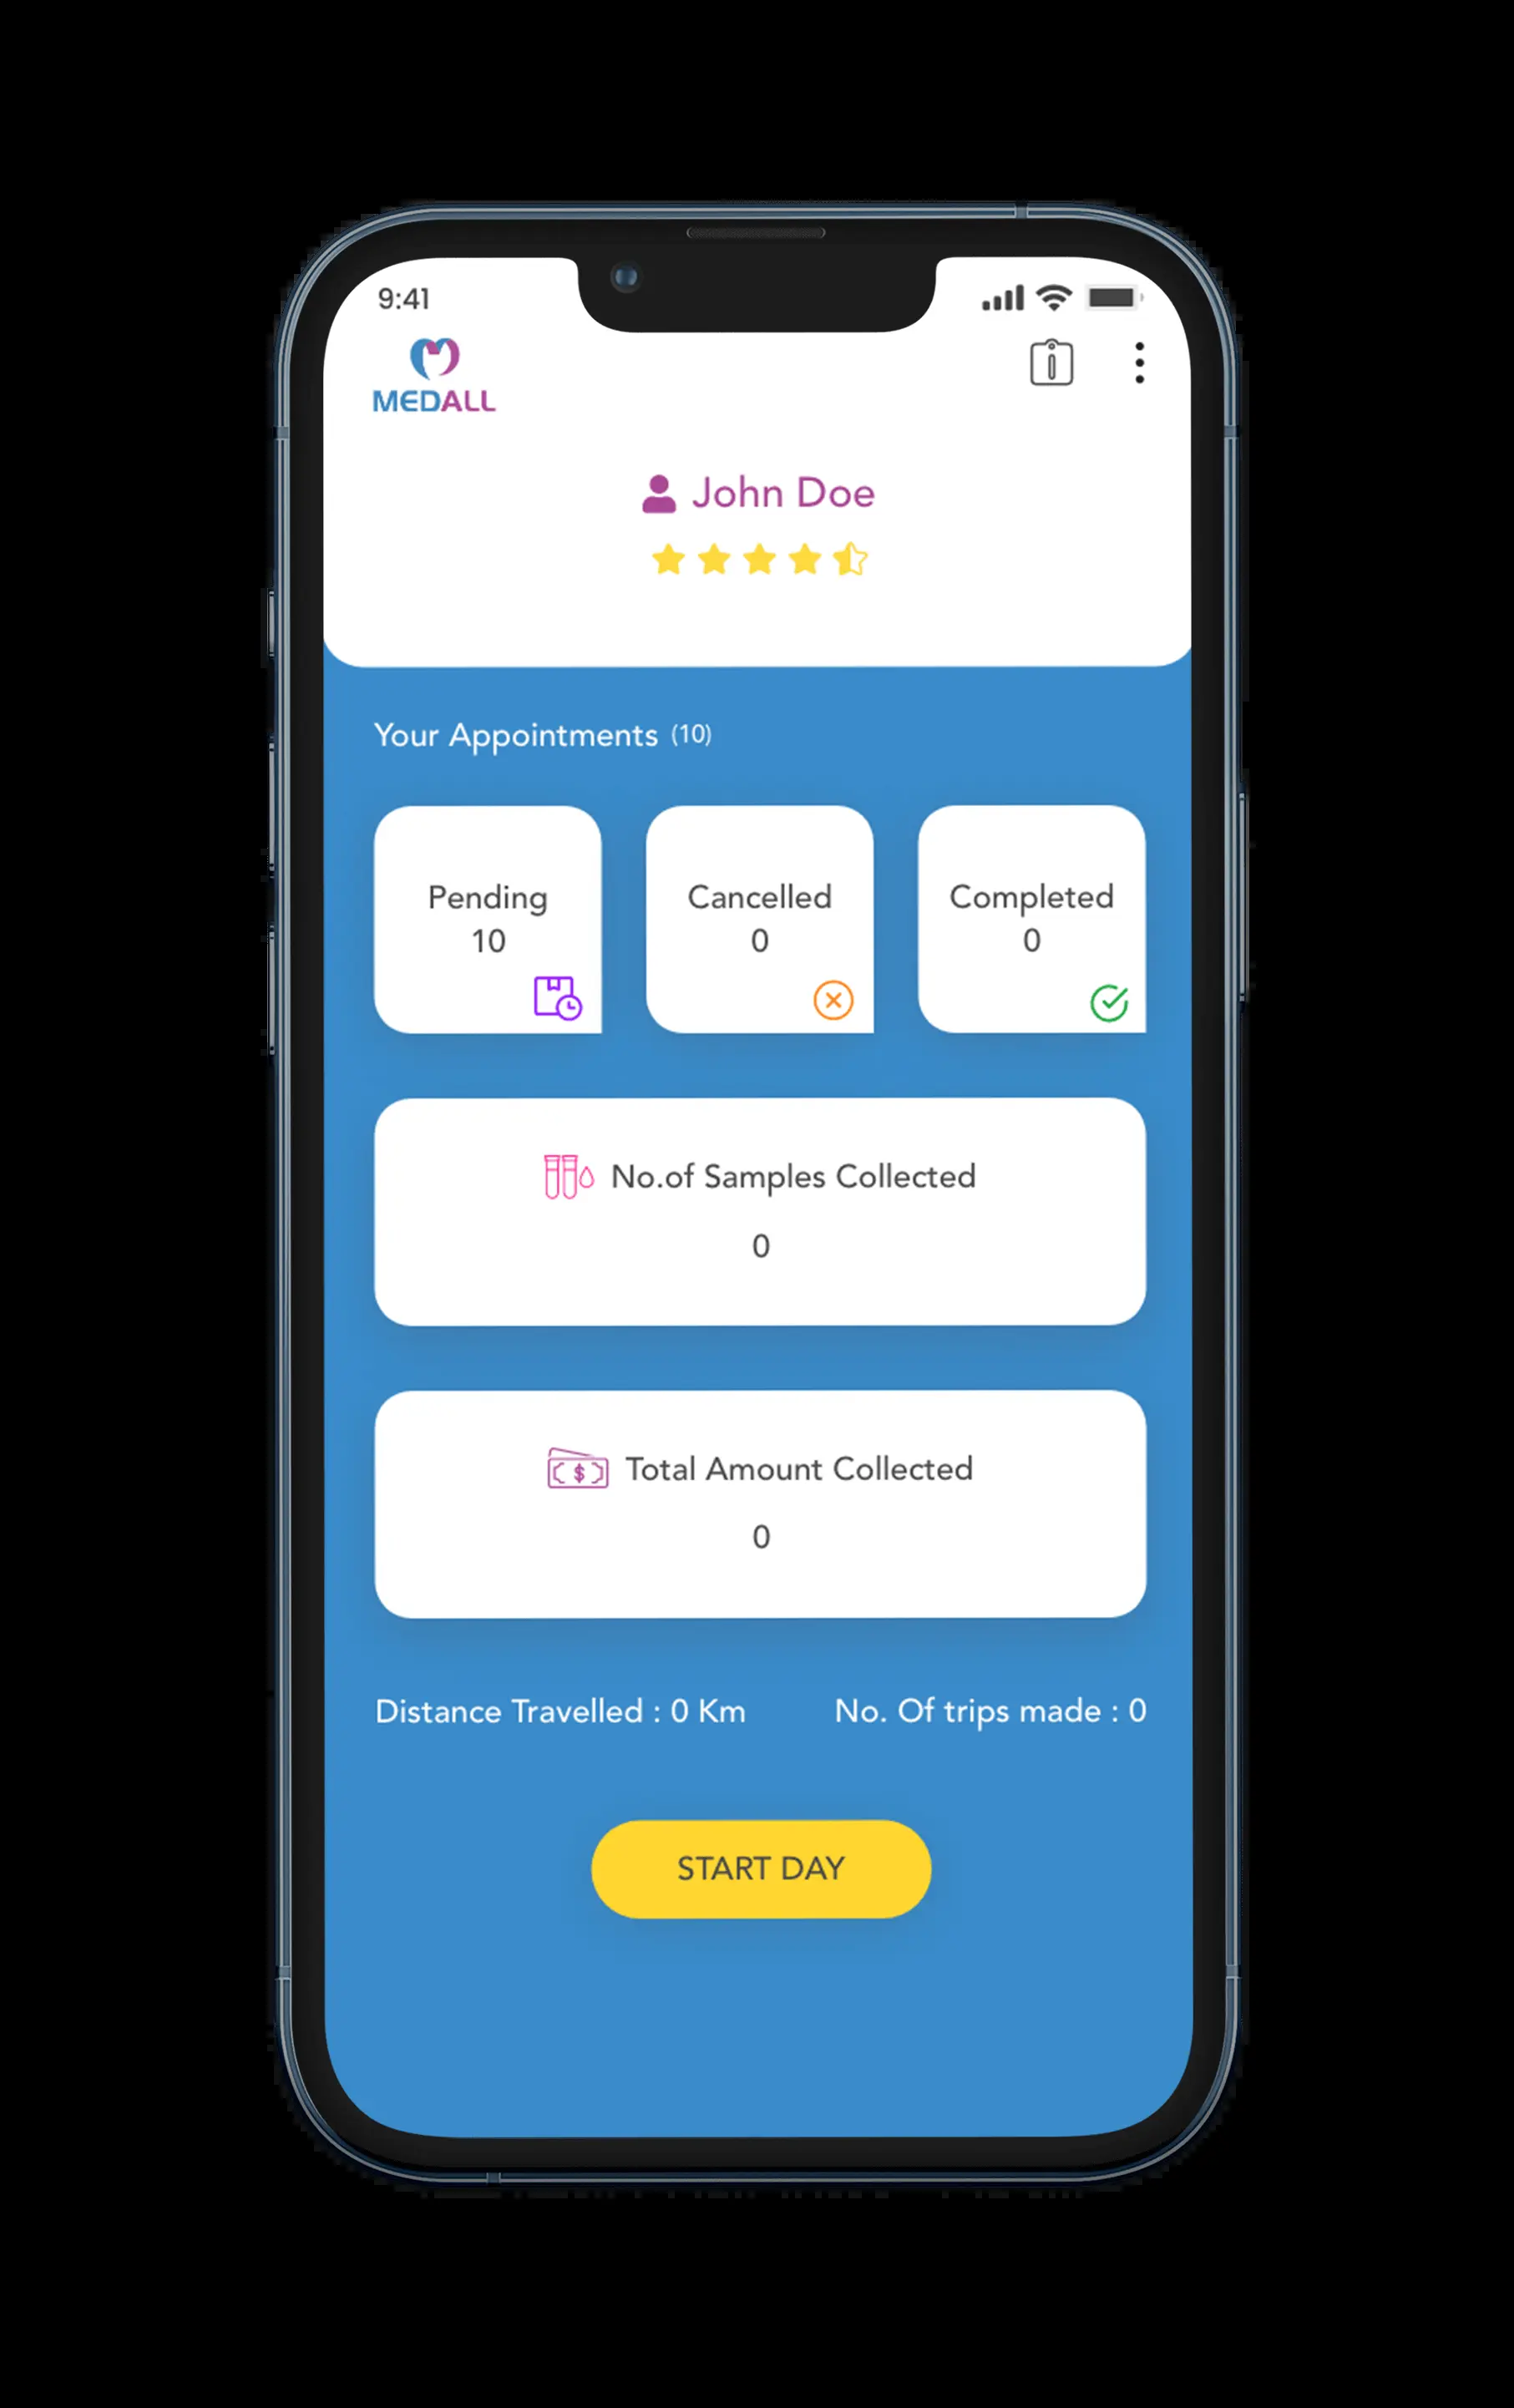 9:41
MEDALL
John Doe
Your Appointments (10)
Pending
10
Cancelled
0
Completed
0
No.of Samples Collected
0
Total Amount Collected
0
Distance Travelled : 0 Km
No. Of trips made : 0
START DAY